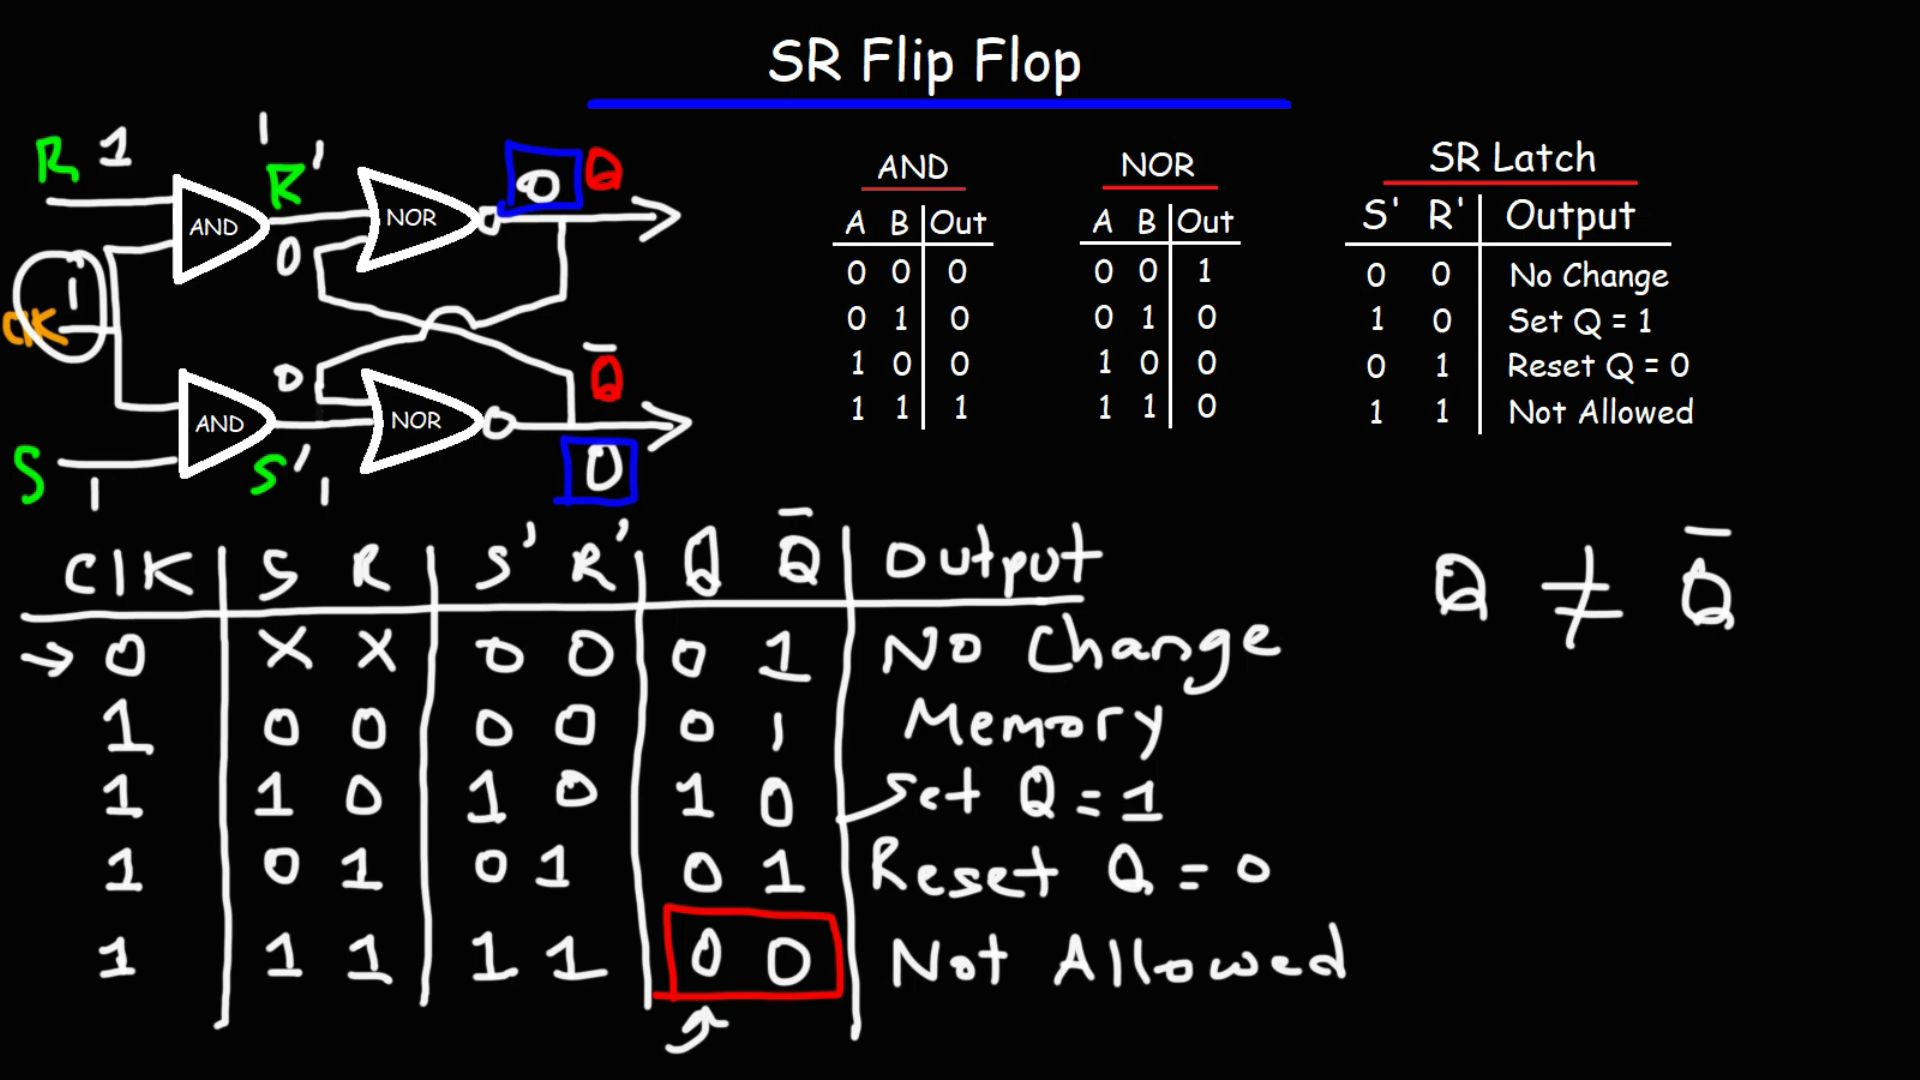 SR Flip Flop
R 1
1
R' 
0
AND
NOR
0 Q
1
CLK
0
AND
NOR
Q̅
0
S 1
S' 1
AND
A B Out
0 0 0
0 1 0
1 0 0
1 1 1
NOR
A B Out
0 0 1
0 1 0
1 0 0
1 1 0
SR Latch
S' R' Output
0 0 No Change
1 0 Set Q = 1
0 1 Reset Q = 0
1 1 Not Allowed
ClK S R S' R' Q Q̅ Output
→ 0 X X 0 0 0 1 No Change
1 0 0 0 0 0 1 Memory
1 1 0 1 0 1 0 Set Q = 1
1 0 1 0 1 0 1 Reset Q = 0
1 1 1 1 1 0 0 Not Allowed
Q ≠ Q̅